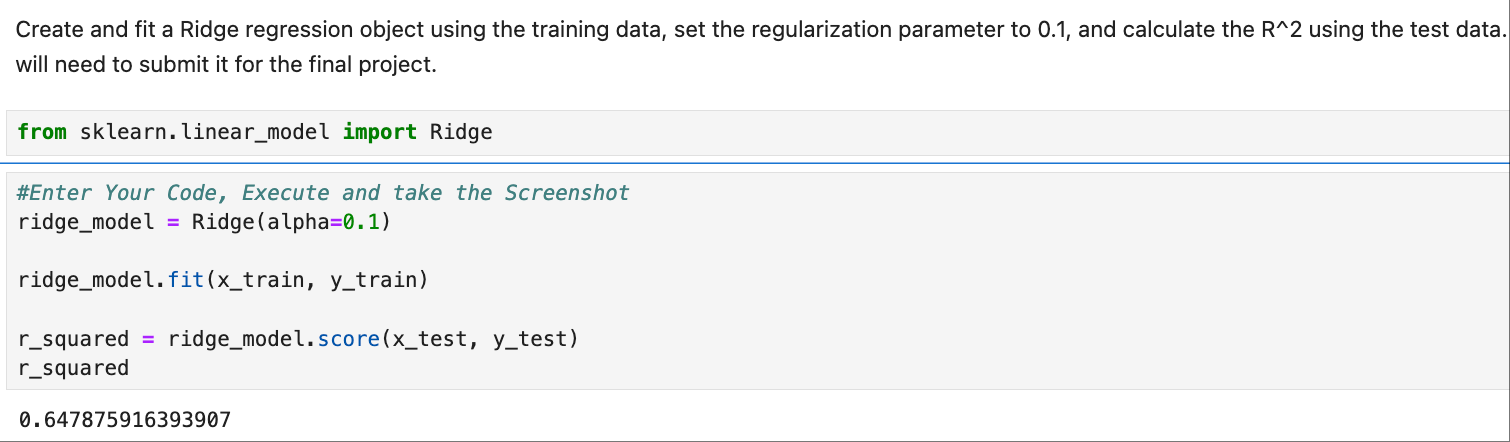 Create and fit a Ridge regression object using the training data, set the regularization parameter to 0.1, and calculate the R^2 using the test data.
will need to submit it for the final project.
from sklearn.linear_model import Ridge
#Enter Your Code, Execute and take the Screenshot
ridge_model = Ridge(alpha=0.1)
ridge_model.fit(x_train, y_train)
r_squared = ridge_model.score(x_test, y_test)
r_squared
0.647875916393907